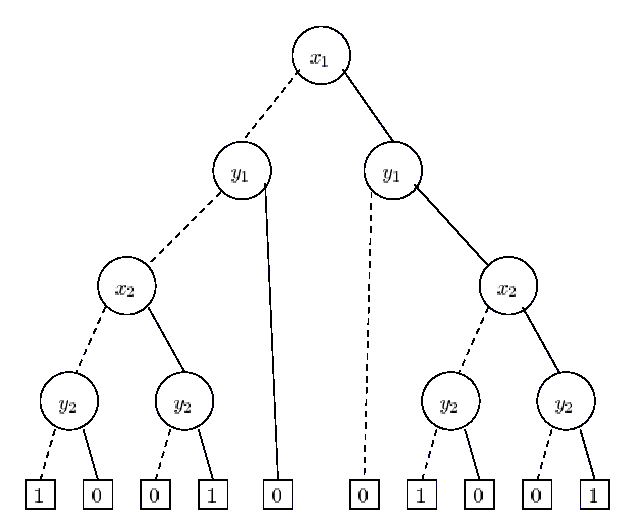 x₁
y₁ y₁
x₂ x₂
y₂ y₂ y₂ y₂
1 0 0 1 0 0 1 0 0 1